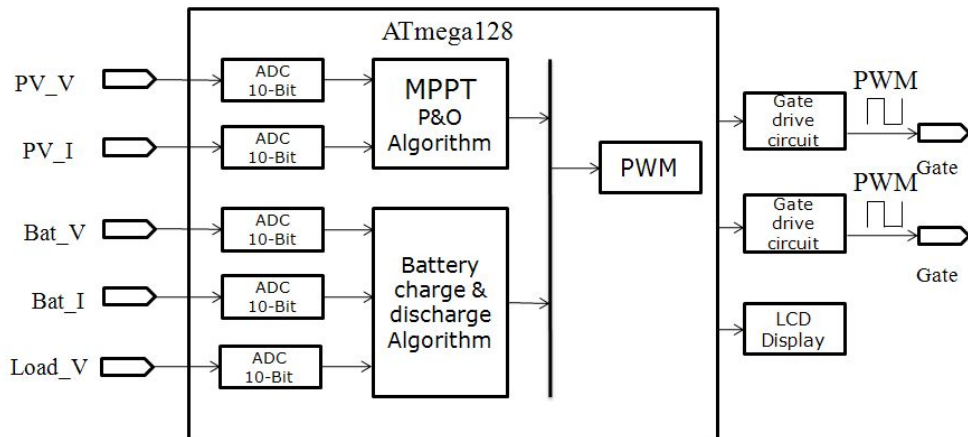 ATmega128
PV_V
ADC
10-Bit
PV_I
ADC
10-Bit
MPPT
P&O
Algorithm
Bat_V
ADC
10-Bit
Bat_I
ADC
10-Bit
Load_V
ADC
10-Bit
Battery
charge &
discharge
Algorithm
PWM
Gate
drive
circuit
PWM
Gate
Gate
drive
circuit
PWM
Gate
LCD
Display